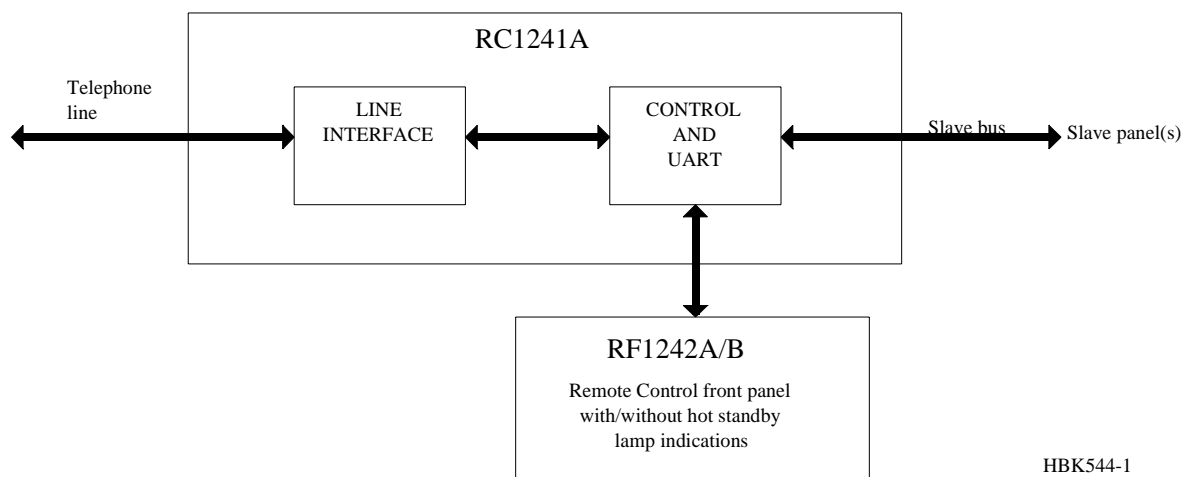 RC1241A
Telephone
line
LINE
INTERFACE
CONTROL
AND
UART
Slave bus
Slave panel(s)
RF1242A/B
Remote Control front panel
with/without hot standby
lamp indications
HBK544-1